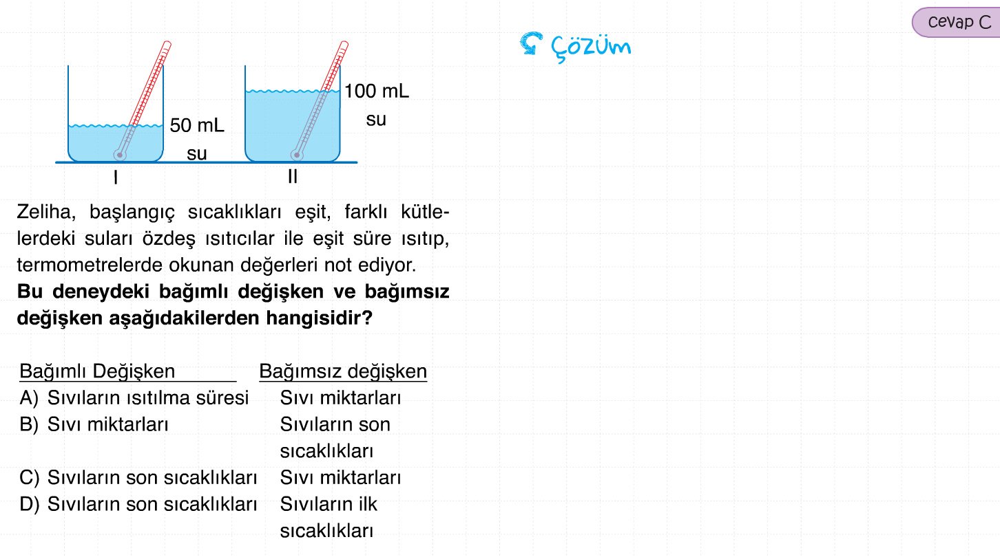 cevap C
Çözüm
50 mL
su
100 mL
su
I
II
Zeliha, başlangıç sıcaklıkları eşit, farklı kütle-
lerdeki suları özdeş ısıtıcılar ile eşit süre ısıtıp,
termometrelerde okunan değerleri not ediyor.
Bu deneydeki bağımlı değişken ve bağımsız
değişken aşağıdakilerden hangisidir?
Bağımlı Değişken Bağımsız değişken
A) Sıvıların ısıtılma süresi Sıvı miktarları
B) Sıvı miktarları Sıvıların son
sıcaklıkları
C) Sıvıların son sıcaklıkları Sıvı miktarları
D) Sıvıların son sıcaklıkları Sıvıların ilk
sıcaklıkları